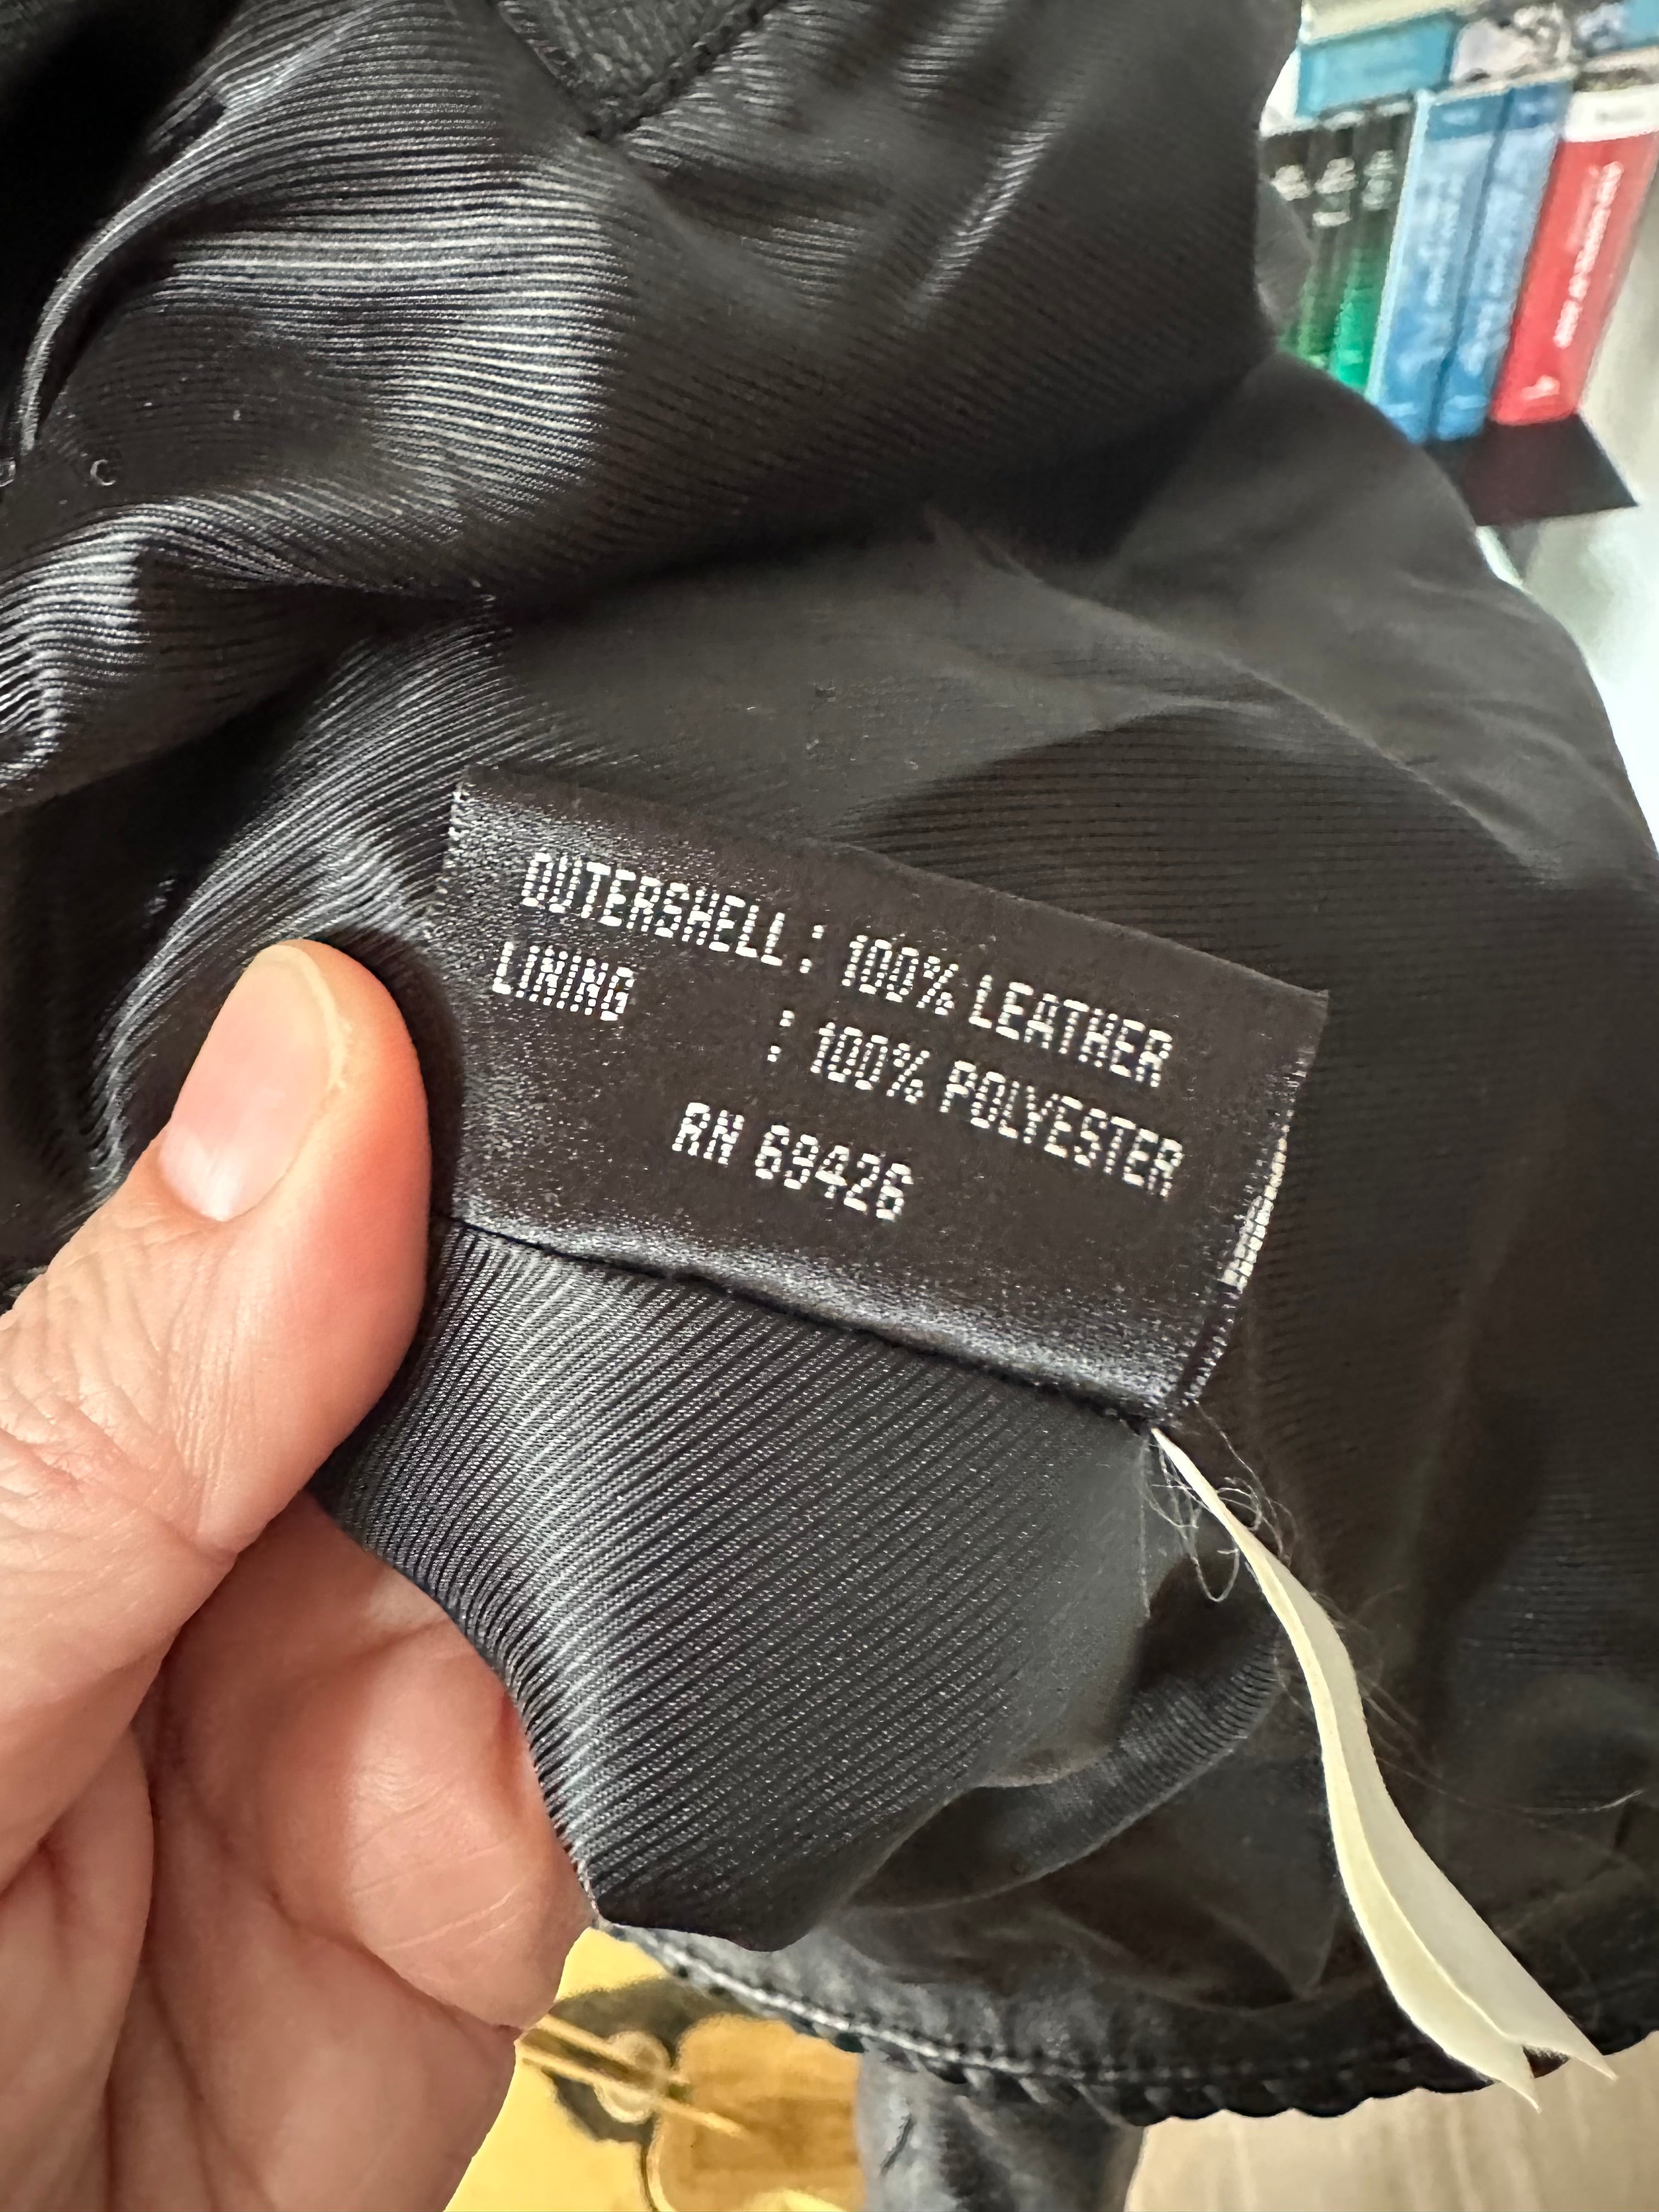 OUTERSHELL : 100% LEATHER
LINING : 100% POLYESTER
RN 69426